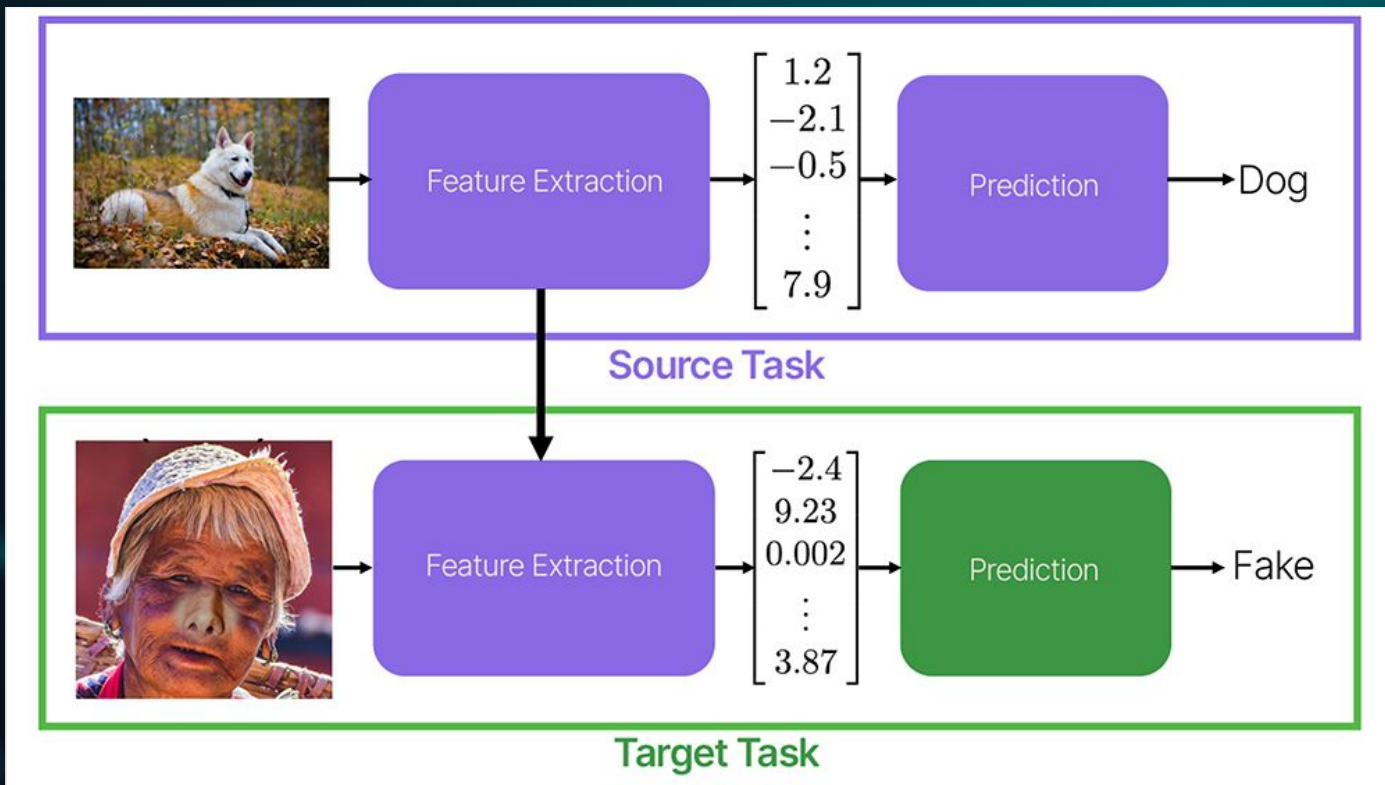 Feature Extraction
1.2
−2.1
−0.5
⋮
7.9
Prediction
Dog
Source Task
Feature Extraction
−2.4
9.23
0.002
⋮
3.87
Prediction
Fake
Target Task